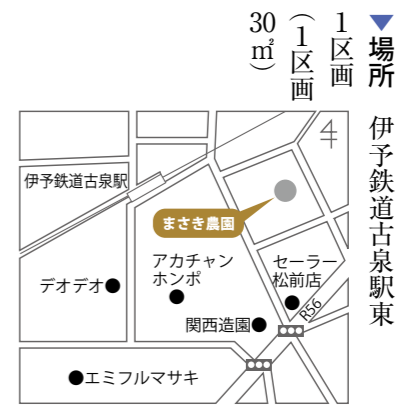 ▼場所 伊予鉄道古泉駅東
1区画
(1区画
30㎡)
伊予鉄道古泉駅
まさき農園
アカチャン
ホンポ
セーラー
松前店
デオデオ
R56
関西造園
エミフルマサキ